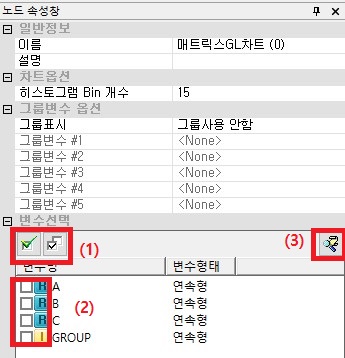 노드 속성창
일반정보
이름 매트릭스GL차트 (0)
설명
차트옵션
히스토그램 Bin 개수 15
그룹변수 옵션
그룹표시 그룹사용 안함
그룹변수 #1 <None>
그룹변수 #2 <None>
그룹변수 #3 <None>
그룹변수 #4 <None>
그룹변수 #5 <None>
변수선택
(1)
(3)
변수명 변수형태
R A 연속형
R B 연속형
(2)
R C 연속형
I GROUP 연속형